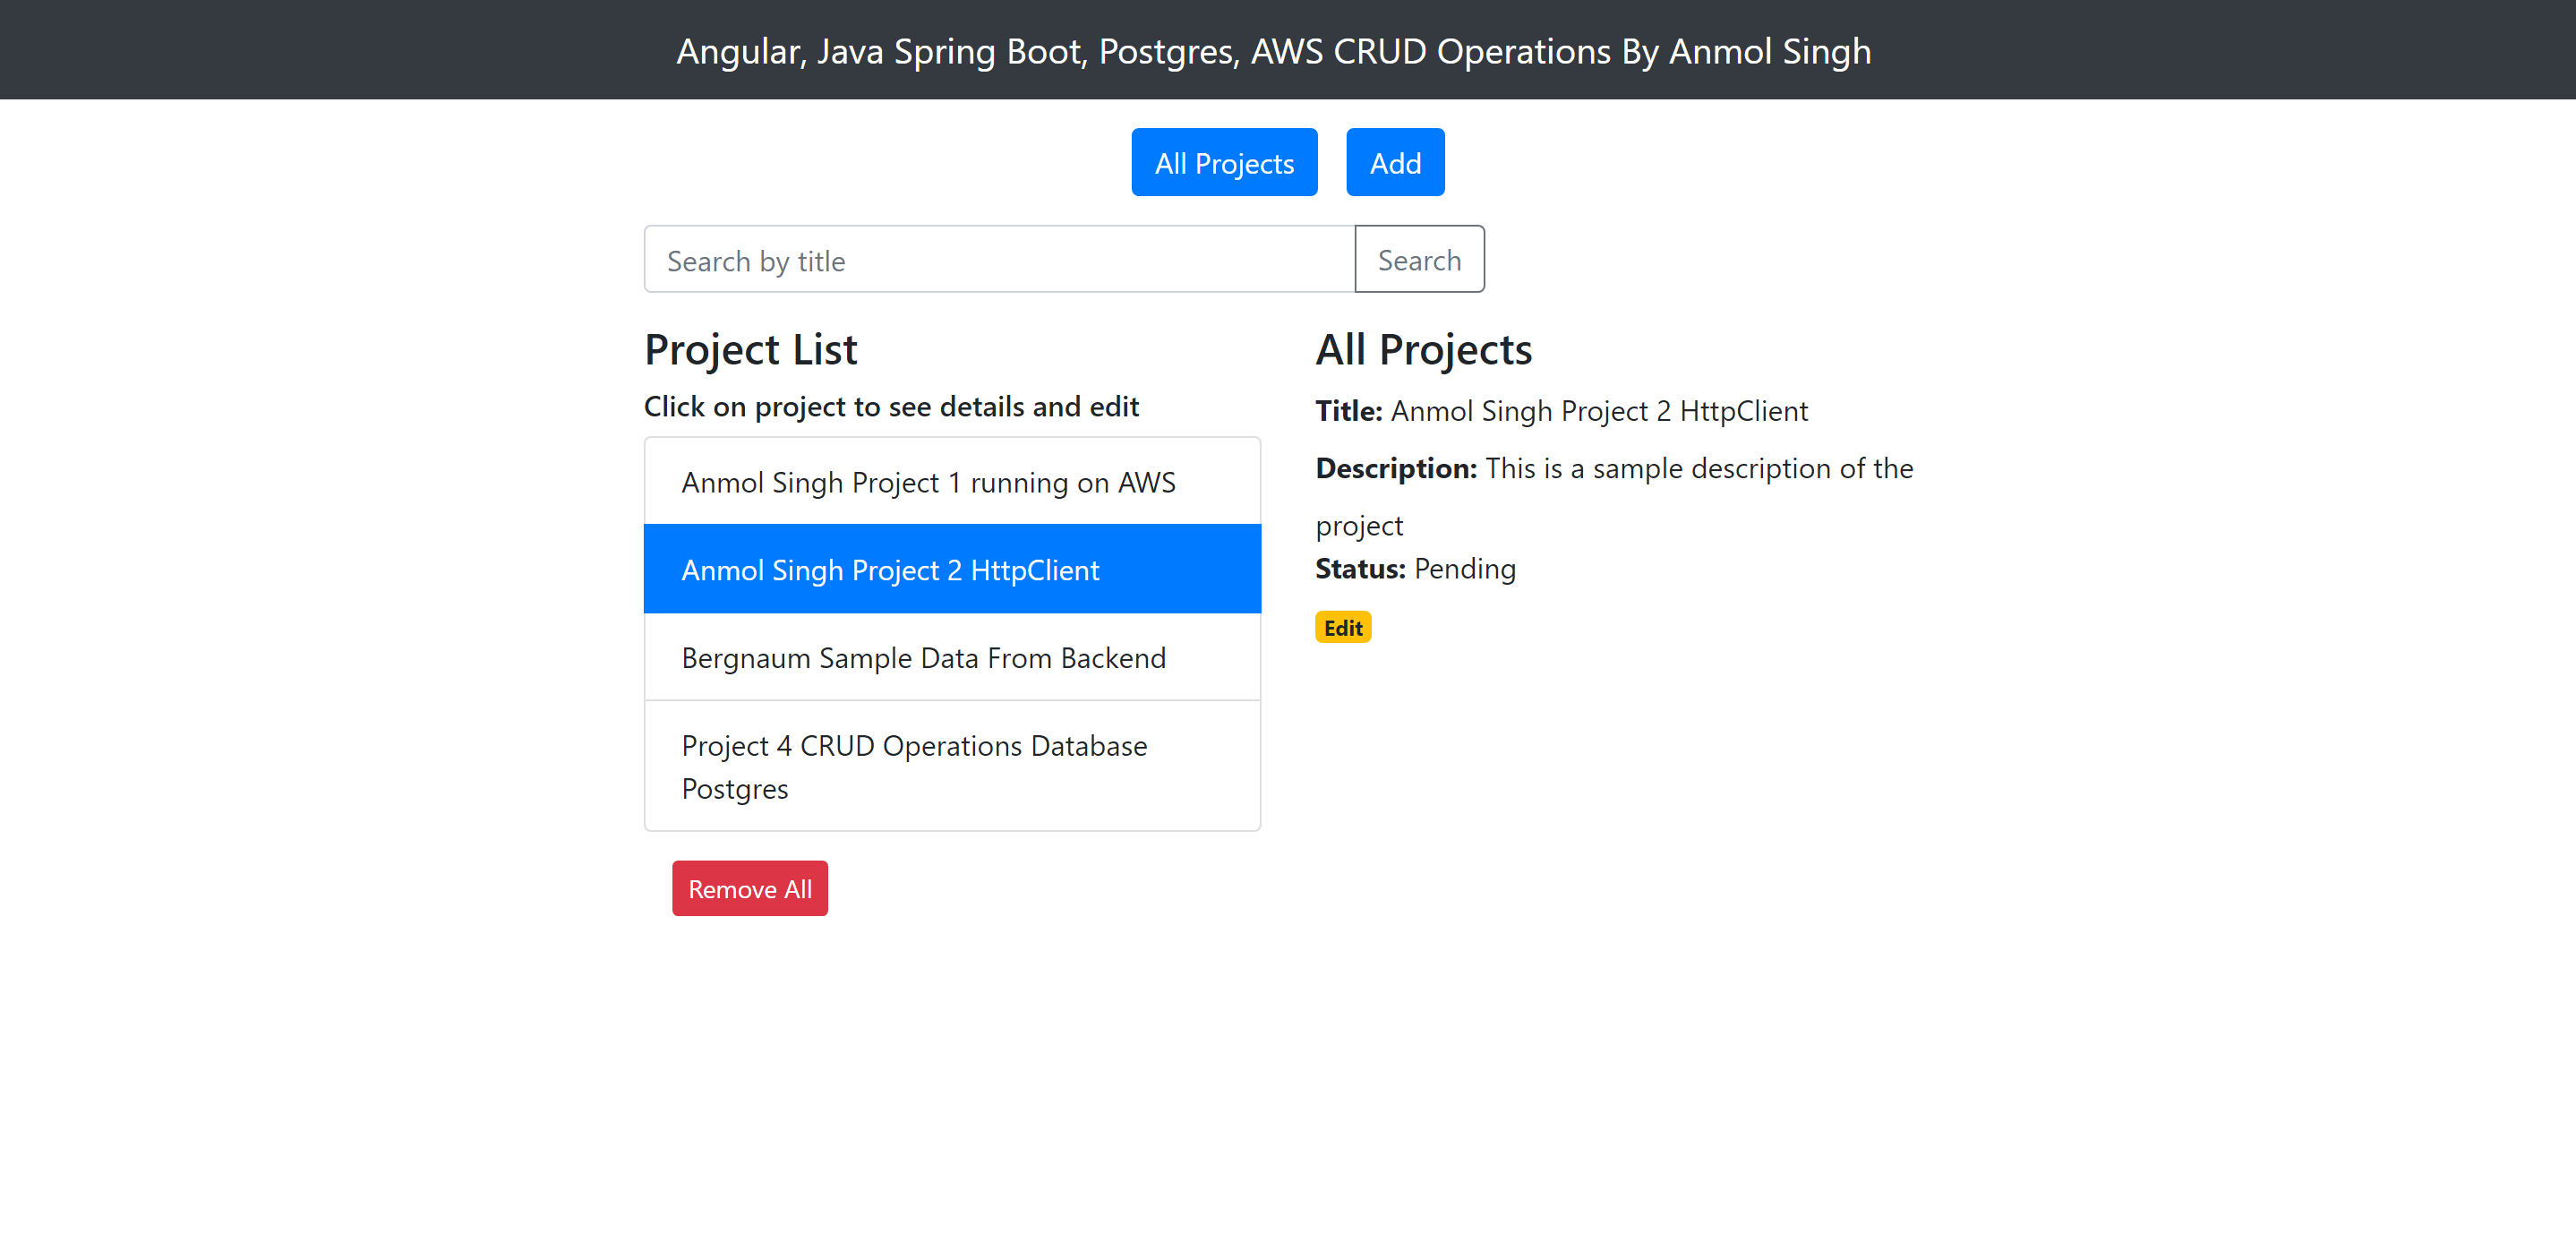 Angular, Java Spring Boot, Postgres, AWS CRUD Operations By Anmol Singh
All Projects
Add
Search by title
Search
Project List
Click on project to see details and edit
Anmol Singh Project 1 running on AWS
Anmol Singh Project 2 HttpClient
Bergnaum Sample Data From Backend
Project 4 CRUD Operations Database
Postgres
Remove All
All Projects
Title: Anmol Singh Project 2 HttpClient
Description: This is a sample description of the
project
Status: Pending
Edit